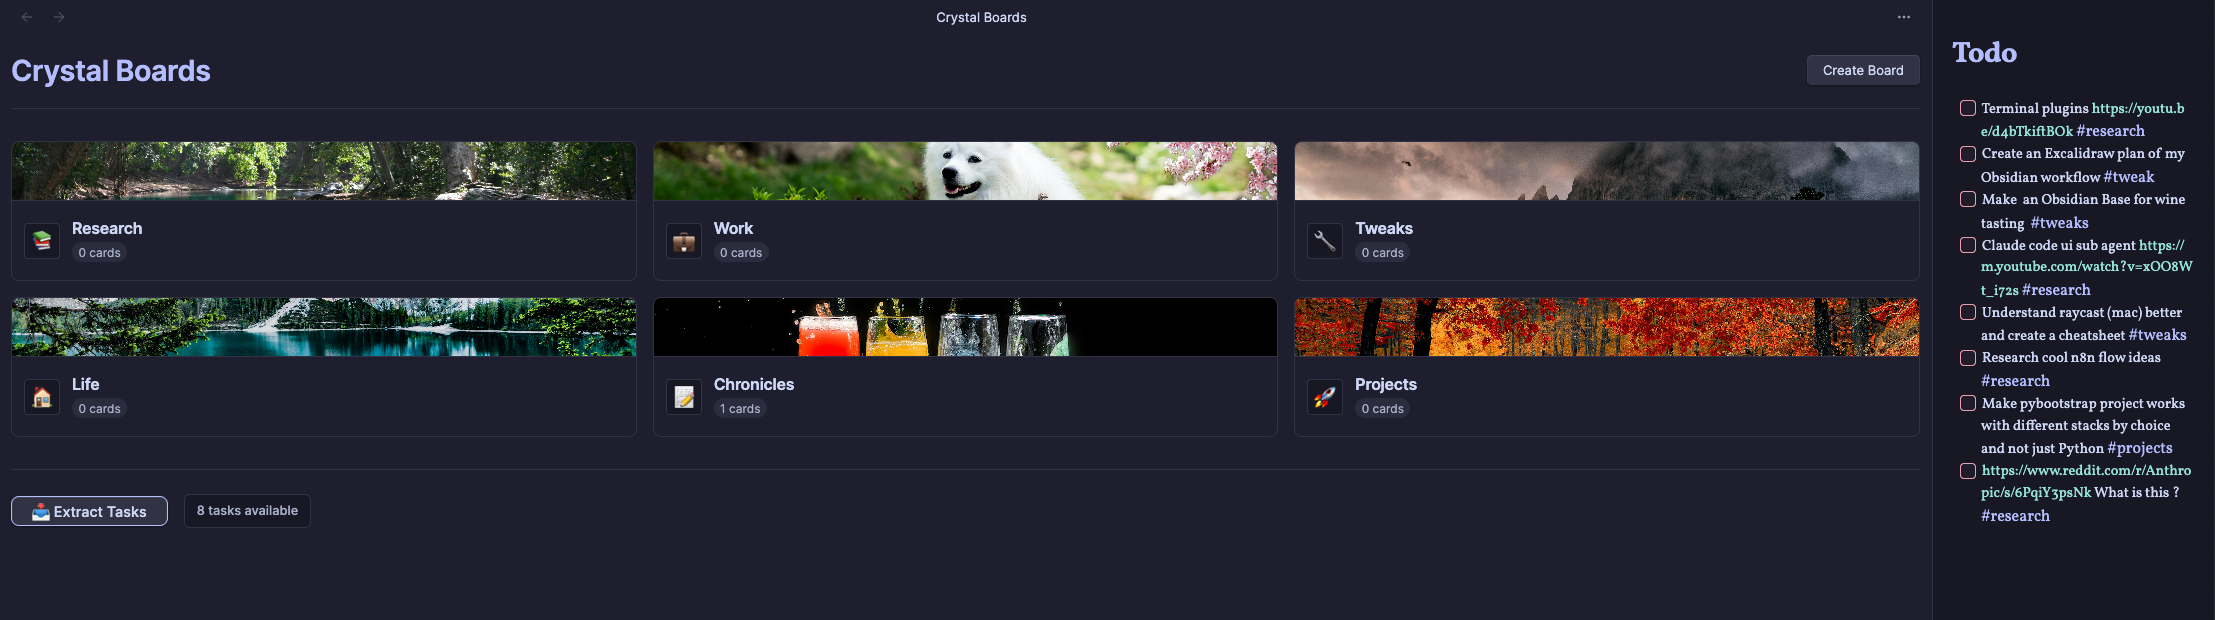 Crystal Boards
Crystal Boards
Create Board
Research
0 cards
Work
0 cards
Tweaks
0 cards
Life
0 cards
Chronicles
1 cards
Projects
0 cards
Extract Tasks
8 tasks available
Todo
Terminal plugins https://youtu.b
e/d4bTkiftBOk #research
Create an Excalidraw plan of my
Obsidian workflow #tweak
Make  an Obsidian Base for wine
tasting  #tweaks
Claude code ui sub agent https://
m.youtube.com/watch?v=xOO8W
t_i72s #research
Understand raycast (mac) better
and create a cheatsheet #tweaks
Research cool n8n flow ideas
#research
Make pybootstrap project works
with different stacks by choice
and not just Python #projects
https://www.reddit.com/r/Anthro
pic/s/6PqiY3psNk What is this ?
#research